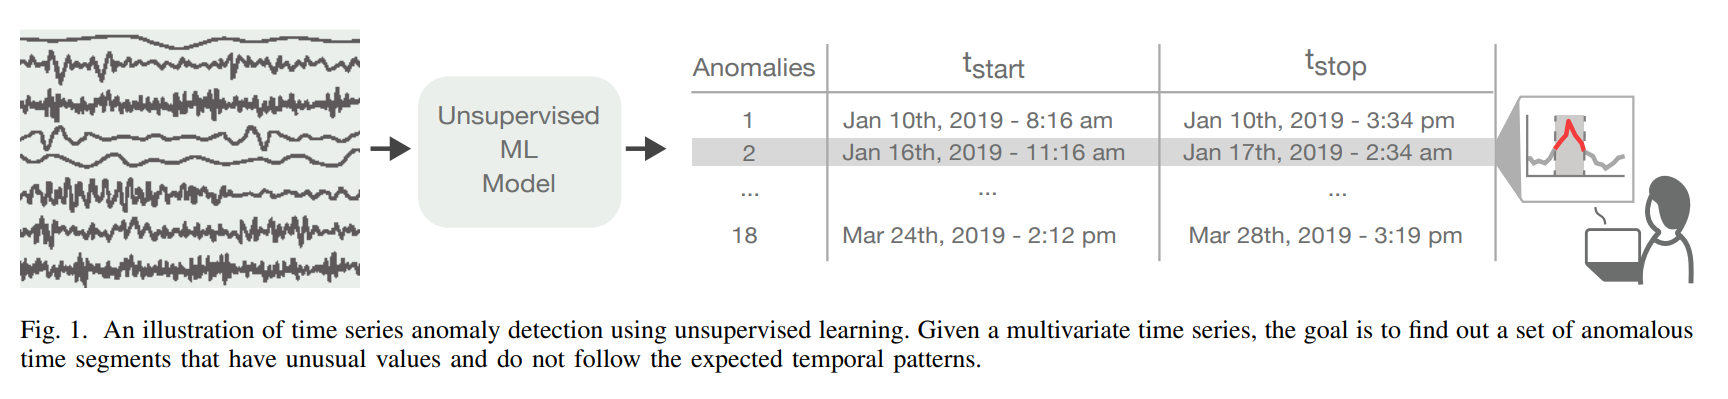 Unsupervised
ML
Model
Anomalies t_start t_stop
1 Jan 10th, 2019 - 8:16 am Jan 10th, 2019 - 3:34 pm
2 Jan 16th, 2019 - 11:16 am Jan 17th, 2019 - 2:34 am
... ... ...
18 Mar 24th, 2019 - 2:12 pm Mar 28th, 2019 - 3:19 pm
Fig. 1. An illustration of time series anomaly detection using unsupervised learning. Given a multivariate time series, the goal is to find out a set of anomalous
time segments that have unusual values and do not follow the expected temporal patterns.